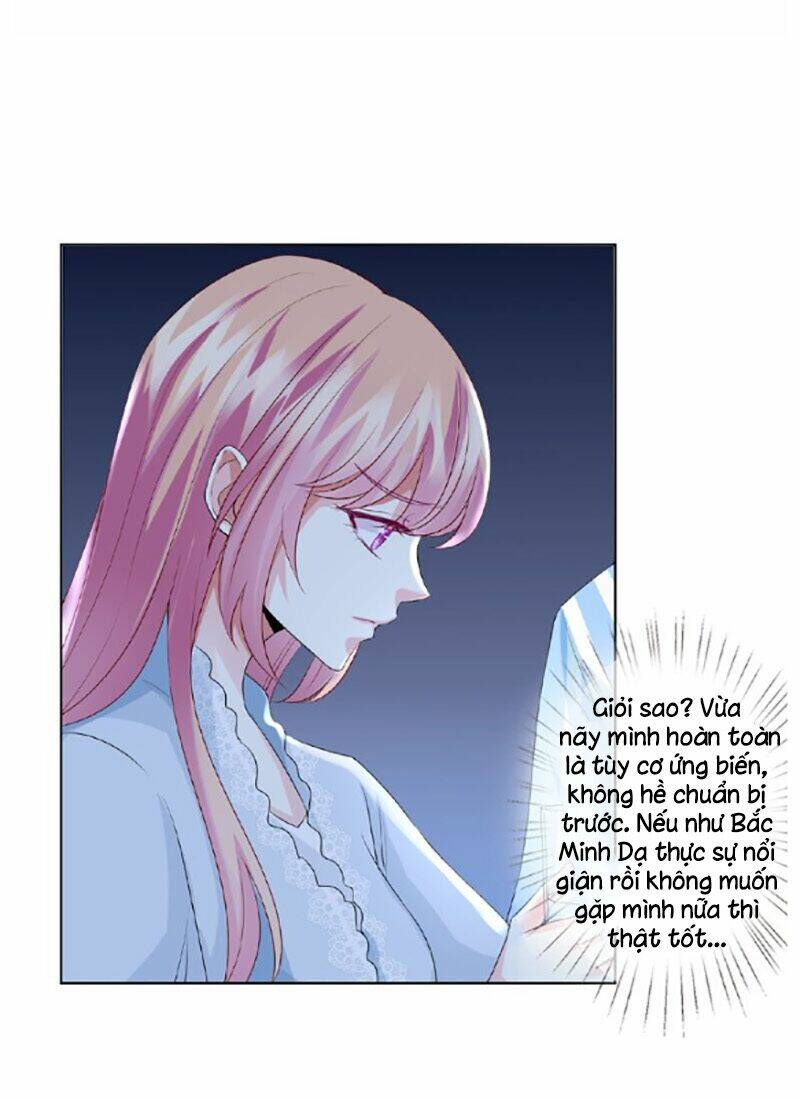 Giỏi sao? Vừa
nãy mình hoàn toàn
là tùy cơ ứng biến,
không hề chuẩn bị
trước. Nếu như Bắc
Minh Dạ thực sự nổi
giận rồi không muốn
gặp mình nữa thì
thật tốt...